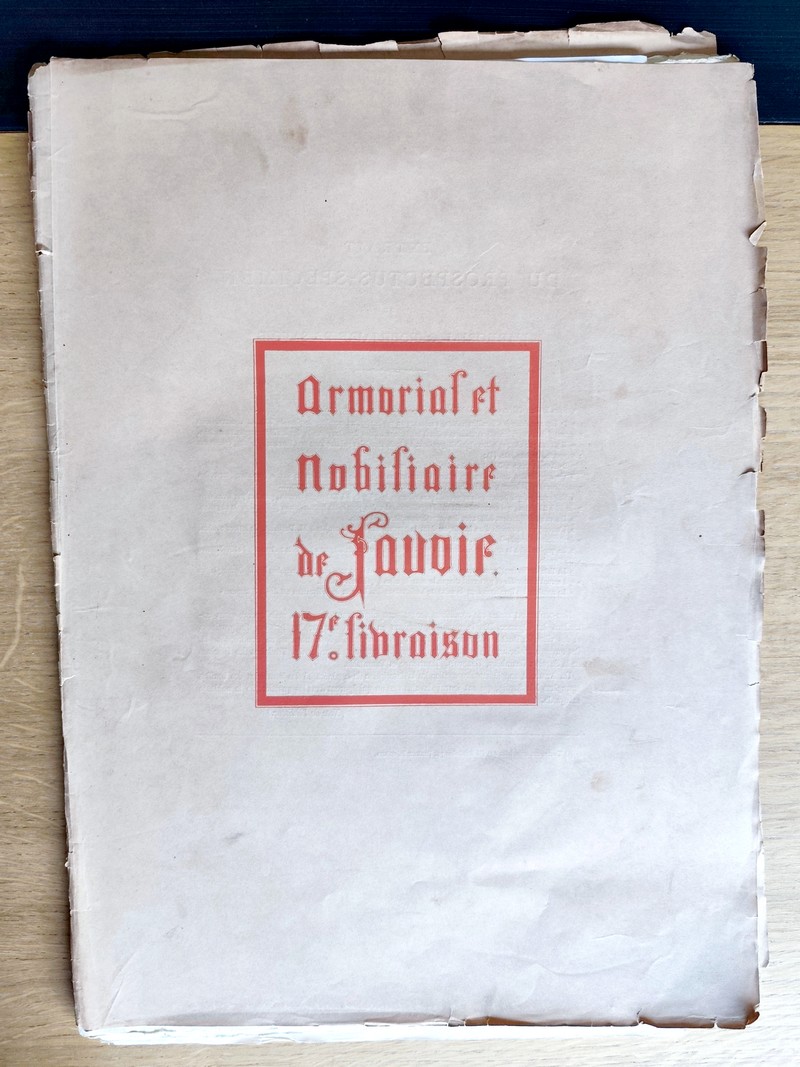 Armorial et
Nobiliaire
de Savoie.
17e. livraison